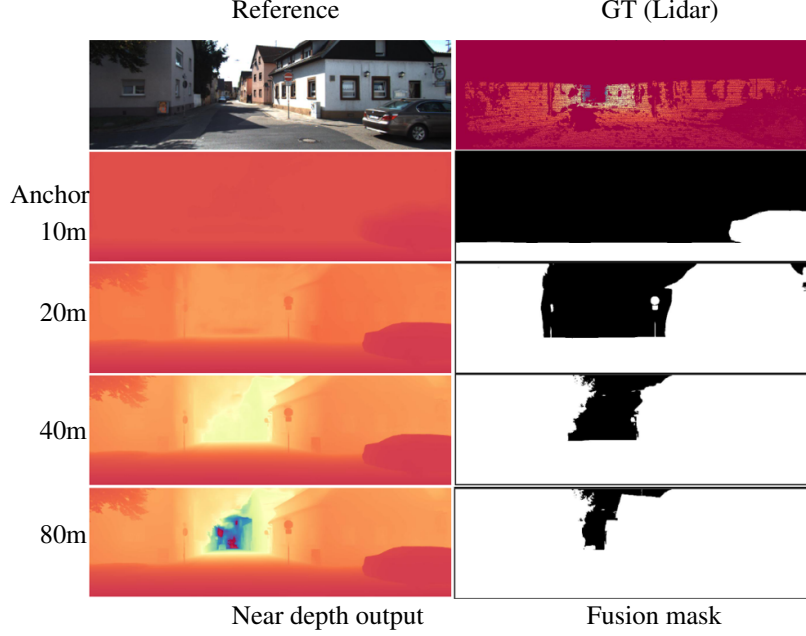 Reference GT (Lidar)
Anchor
10m
20m
40m
80m
Near depth output Fusion mask